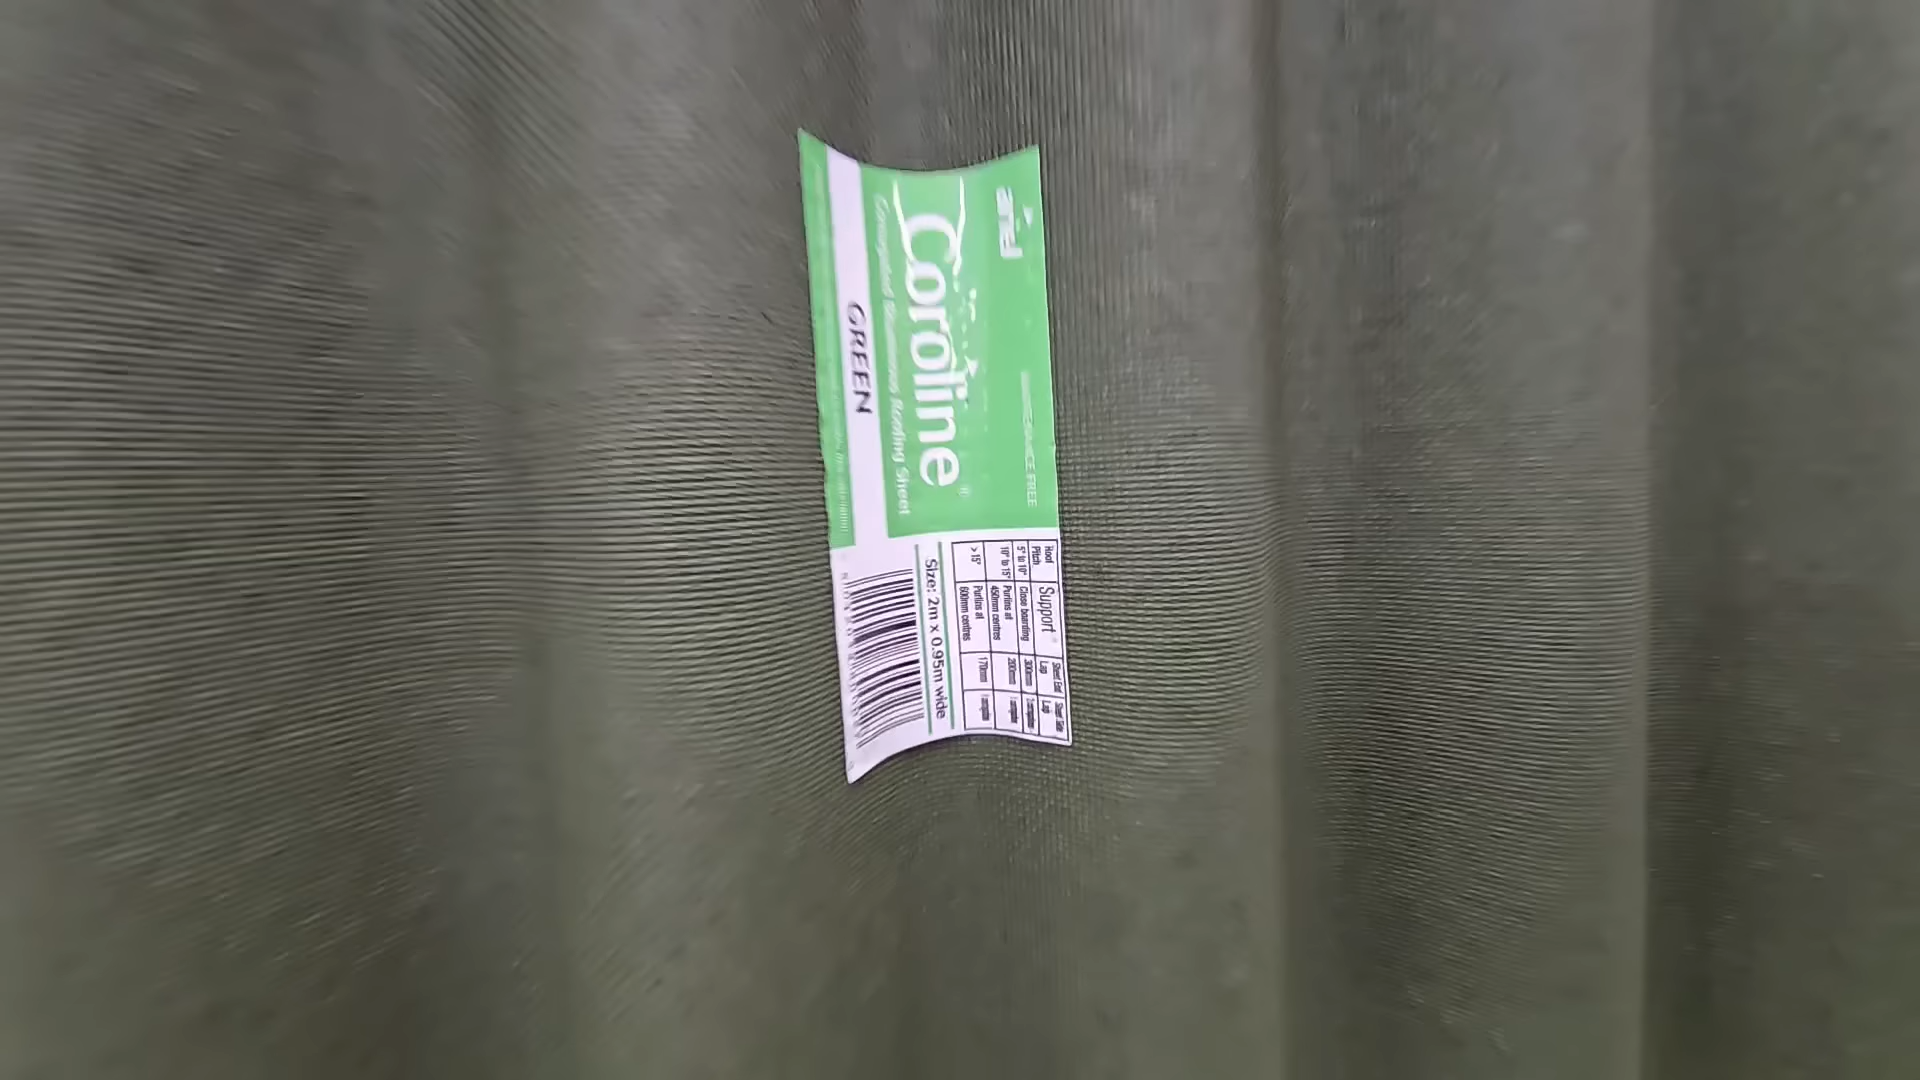 ariel
MAINTENANCE FREE
Coroline®
Corrugated Bitumen Roofing Sheet
GREEN
Roof Pitch Support Sheet End Lap Sheet Side Lap
5° to 10° Close boarding 300mm
10° to 15° Purlins at 450mm centres 200mm
> 15° Purlins at 600mm centres 170mm
Size: 2m x 0.95m wide